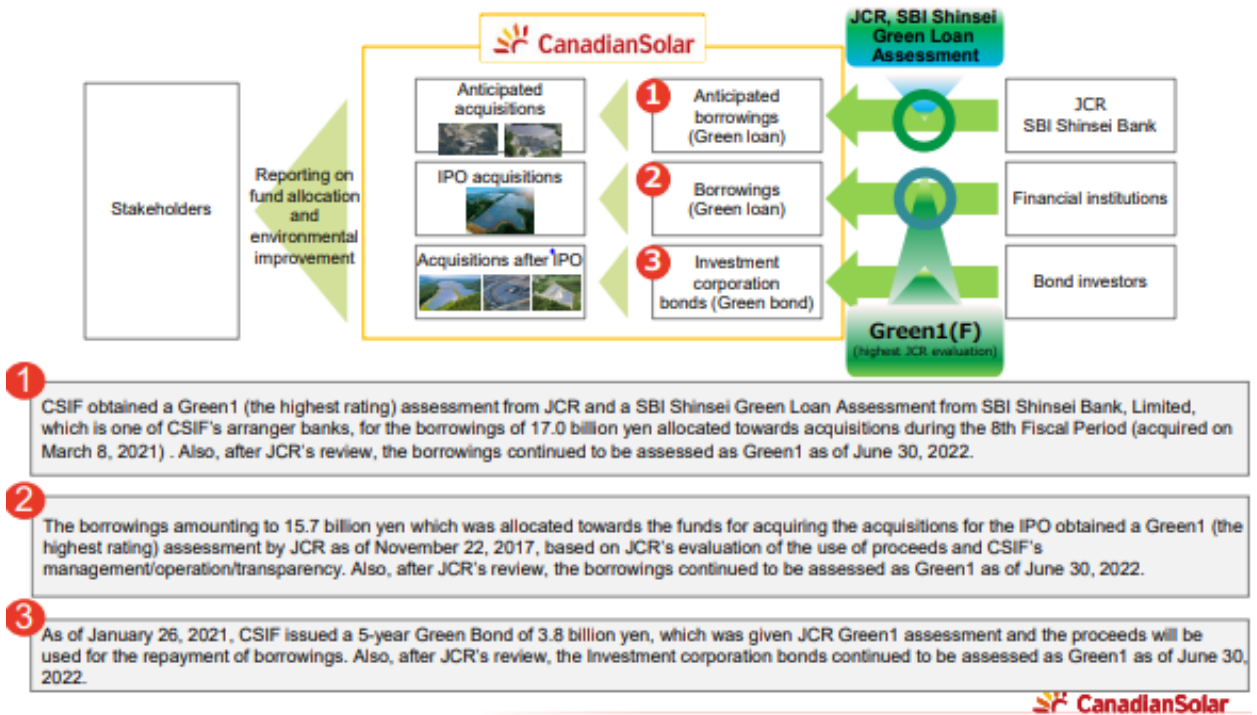 CanadianSolar
JCR, SBI Shinsei
Green Loan
Assessment
Stakeholders
Reporting on
fund allocation
and
environmental
improvement
Anticipated
acquisitions
1
Anticipated
borrowings
(Green loan)
JCR
SBI Shinsei Bank
IPO acquisitions
2
Borrowings
(Green loan)
Financial institutions
Acquisitions after IPO
3
Investment
corporation
bonds (Green bond)
Bond investors
Green1(F)
(highest JCR evaluation)
1
CSIF obtained a Green1 (the highest rating) assessment from JCR and a SBI Shinsei Green Loan Assessment from SBI Shinsei Bank, Limited,
which is one of CSIF's arranger banks, for the borrowings of 17.0 billion yen allocated towards acquisitions during the 8th Fiscal Period (acquired on
March 8, 2021) . Also, after JCR's review, the borrowings continued to be assessed as Green1 as of June 30, 2022.
2
The borrowings amounting to 15.7 billion yen which was allocated towards the funds for acquiring the acquisitions for the IPO obtained a Green1 (the
highest rating) assessment by JCR as of November 22, 2017, based on JCR's evaluation of the use of proceeds and CSIF's
management/operation/transparency. Also, after JCR's review, the borrowings continued to be assessed as Green1 as of June 30, 2022.
3
As of January 26, 2021, CSIF issued a 5-year Green Bond of 3.8 billion yen, which was given JCR Green1 assessment and the proceeds will be
used for the repayment of borrowings. Also, after JCR's review, the Investment corporation bonds continued to be assessed as Green1 as of June 30,
2022.
CanadianSolar